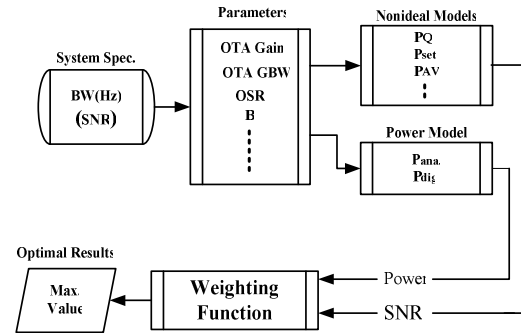 Parameters
Nonideal Models
System Spec.
OTA Gain
OTA GBW
OSR
B
PQ
Pset
PAV
BW(Hz)
(SNR)
Power Model
Pana.
Pdig
Optimal Results
Max.
Value
Weighting
Function
Power
SNR